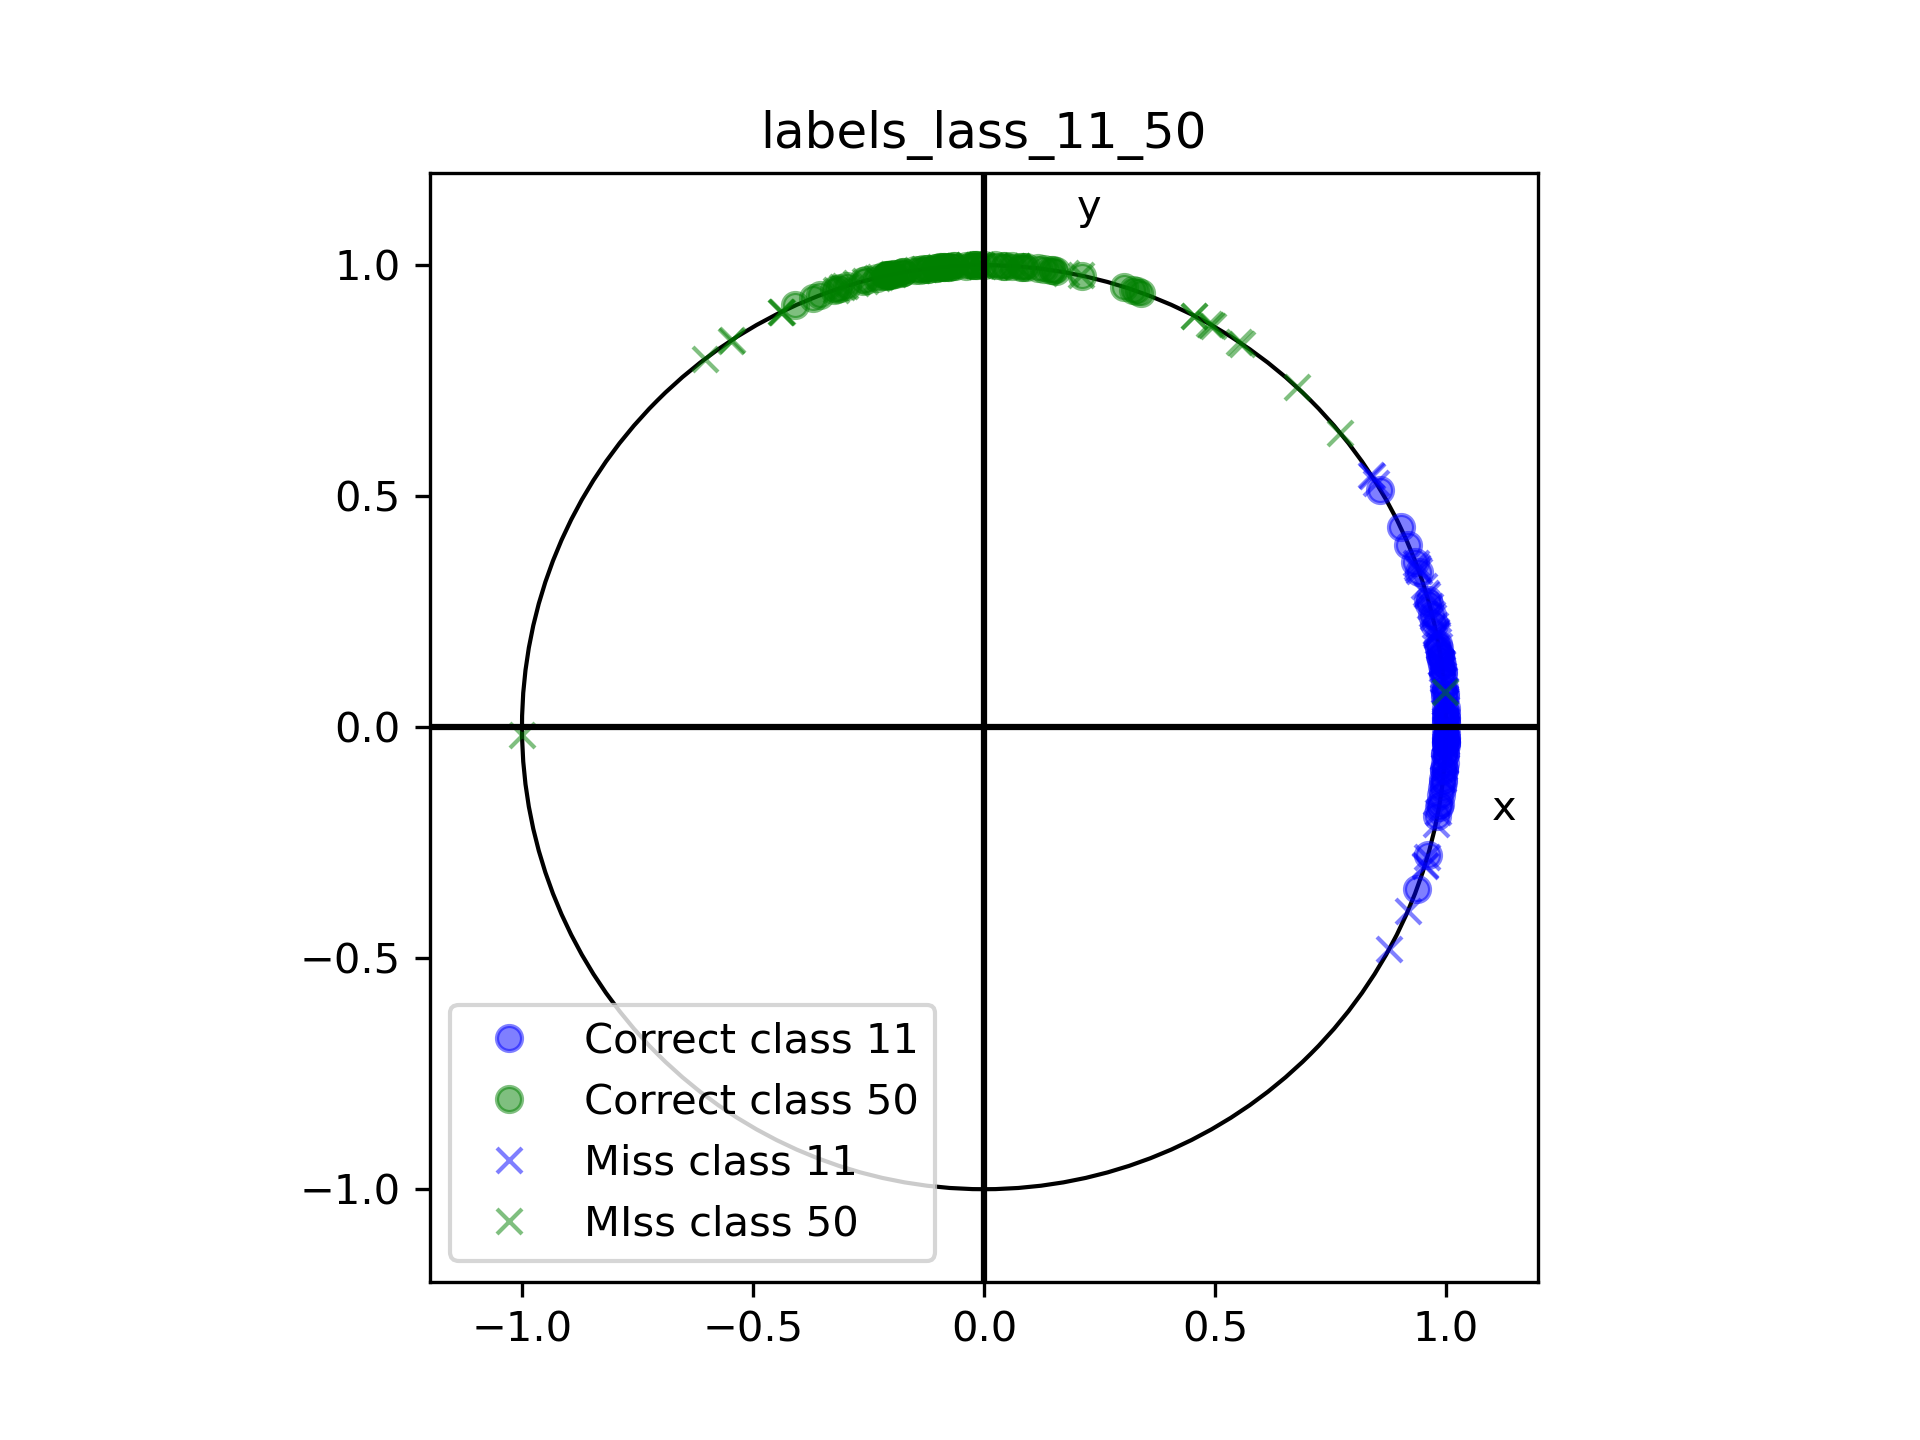 labels_lass_11_50
y
1.0
0.5
0.0
−0.5
−1.0
x
Correct class 11
Correct class 50
Miss class 11
MIss class 50
−1.0 −0.5 0.0 0.5 1.0